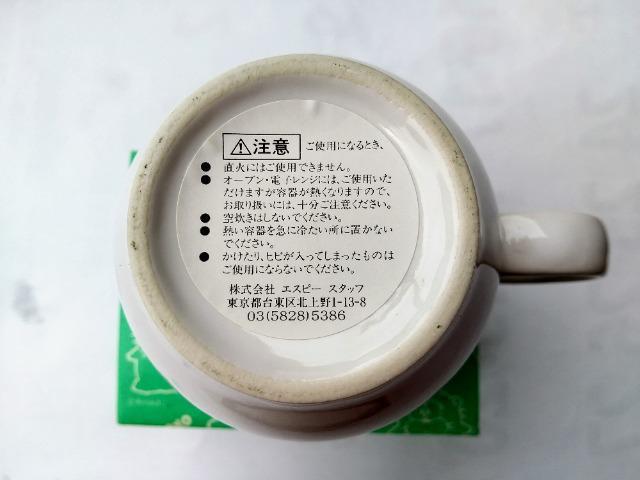 ⚠注意 ご使用になるとき、
● 直火にはご使用できません。
● オーブン・電子レンジには、ご使用いた
だけますが容器が熱くなりますので、
お取り扱いには、十分ご注意ください。
● 空炊きはしないでください。
● 熱い容器を急に冷たい所に置かない
でください。
● かけたり、ヒビが入ってしまったものは
ご使用にならないでください。
株式会社 エスピー スタッフ
東京都台東区北上野1-13-8
03(5828)5386